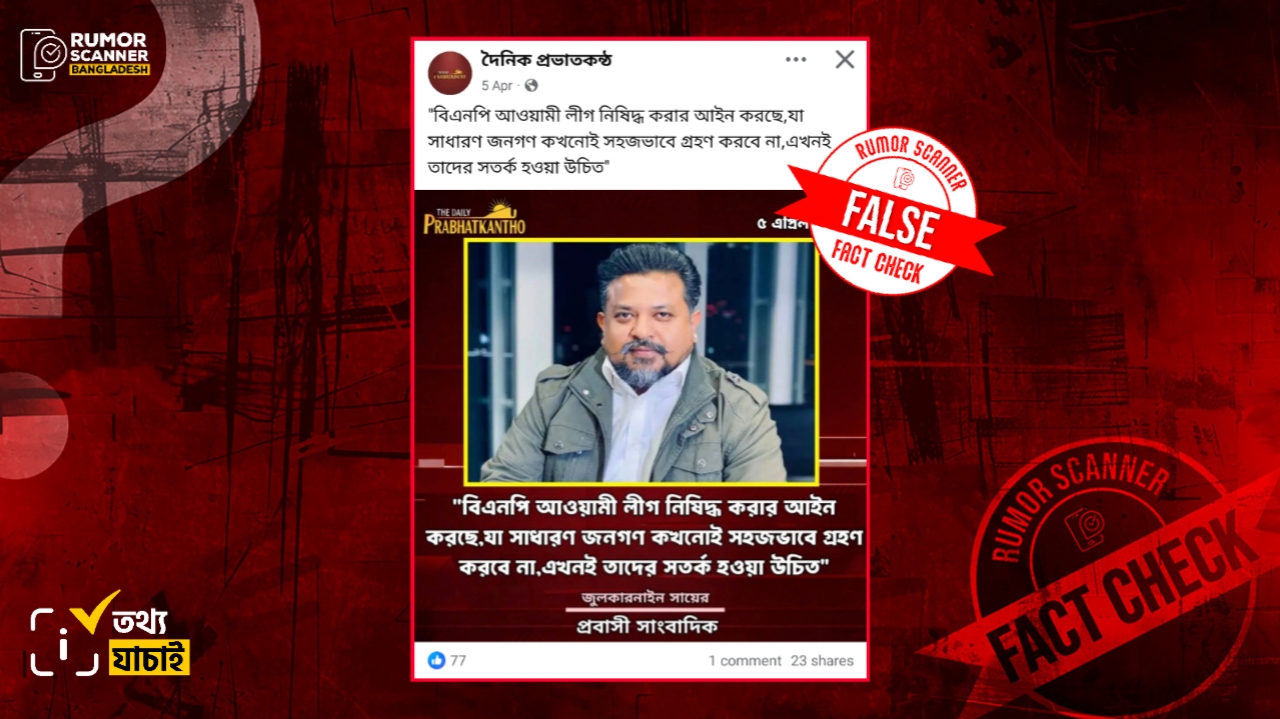 RUMOR
SCANNER
BANGLADESH
দৈনিক প্রভাতকন্ঠ
5 Apr
"বিএনপি আওয়ামী লীগ নিষিদ্ধ করার আইন করছে,যা
সাধারণ জনগণ কখনোই সহজভাবে গ্রহণ করবে না,এখনই
তাদের সতর্ক হওয়া উচিত"
RUMOR SCANNER
FALSE
FACT CHECK
THE DAILY
PRABHATKANTHO
৫ এপ্রিল
"বিএনপি আওয়ামী লীগ নিষিদ্ধ করার আইন
করছে,যা সাধারণ জনগণ কখনোই সহজভাবে গ্রহণ
করবে না,এখনই তাদের সতর্ক হওয়া উচিত"
জুলকারনাইন সায়ের
প্রবাসী সাংবাদিক
77
1 comment 23 shares
তথ্য
যাচাই
RUMOR SCANNER
FACT CHECK